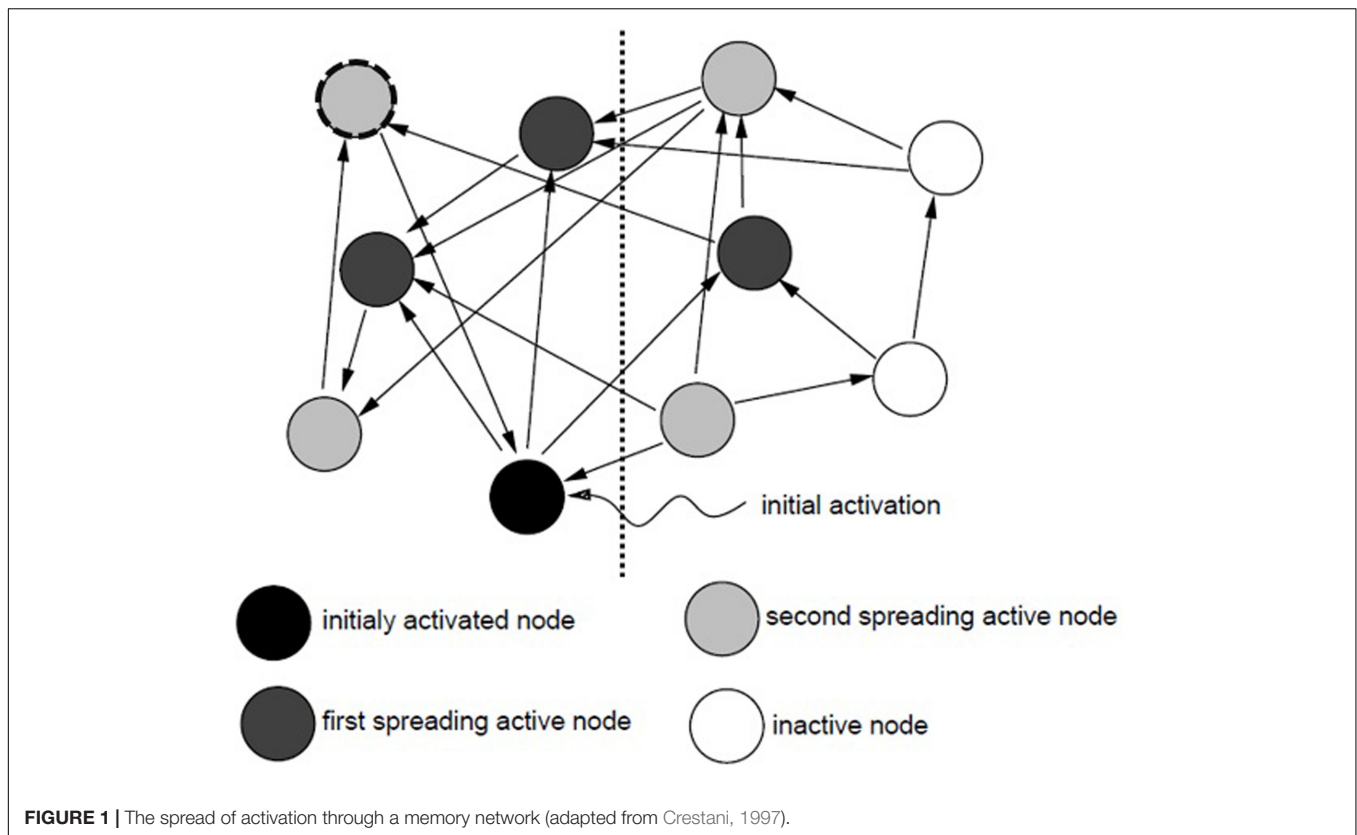 initial activation
initialy activated node
second spreading active node
first spreading active node
inactive node
FIGURE 1 | The spread of activation through a memory network (adapted from Crestani, 1997).